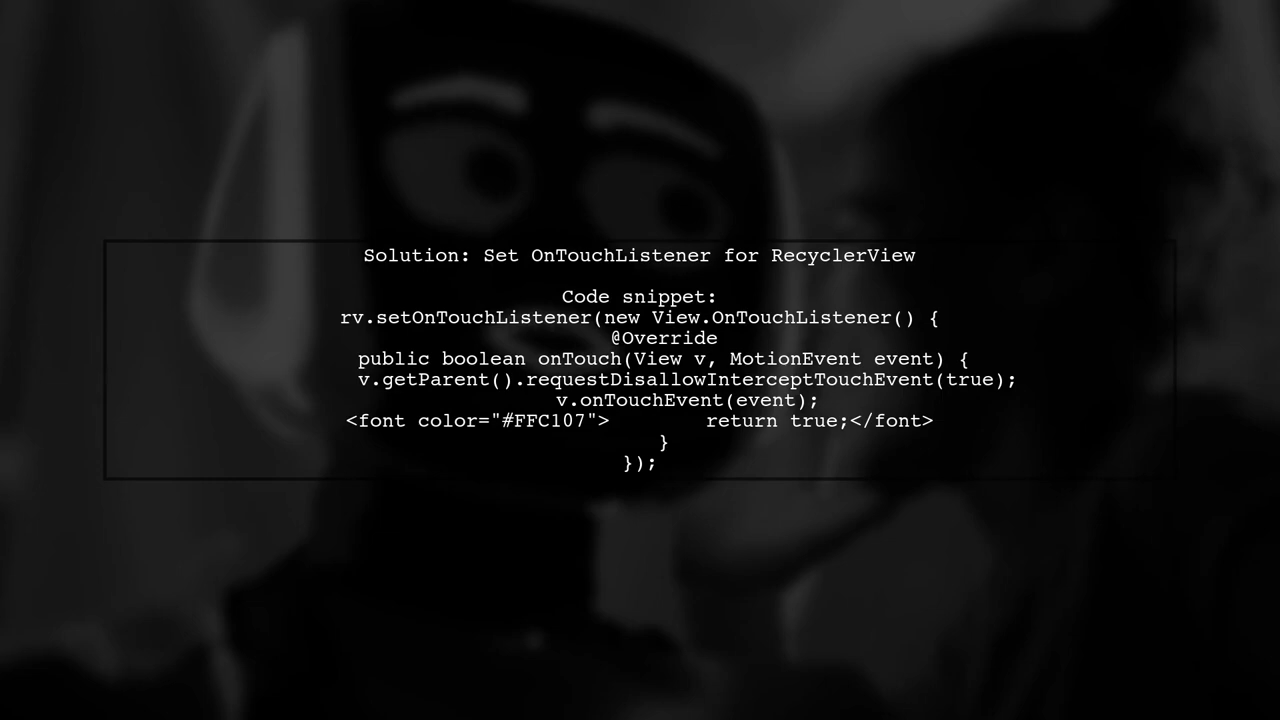 Solution: Set OnTouchListener for RecyclerView
Code snippet:
rv.setOnTouchListener(new View.OnTouchListener() {
@Override
public boolean onTouch(View v, MotionEvent event) {
v.getParent().requestDisallowInterceptTouchEvent(true);
v.onTouchEvent(event);
<font color="#FFC107">        return true;</font>
}
});